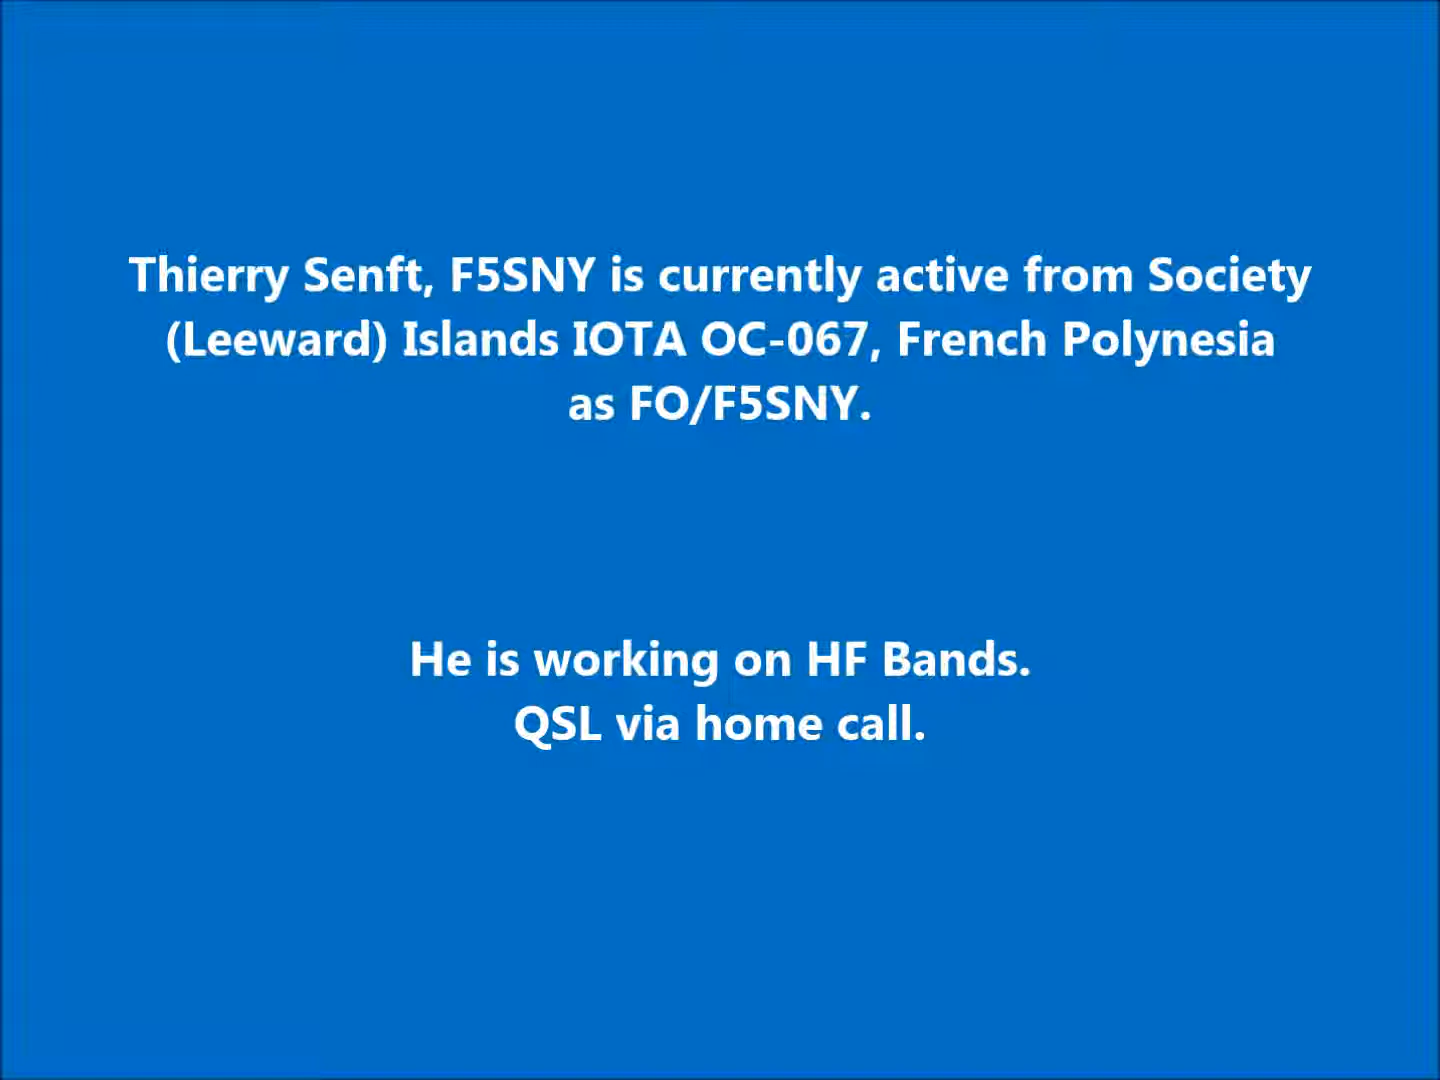 Thierry Senft, F5SNY is currently active from Society
(Leeward) Islands IOTA OC-067, French Polynesia
as FO/F5SNY.
He is working on HF Bands.
QSL via home call.